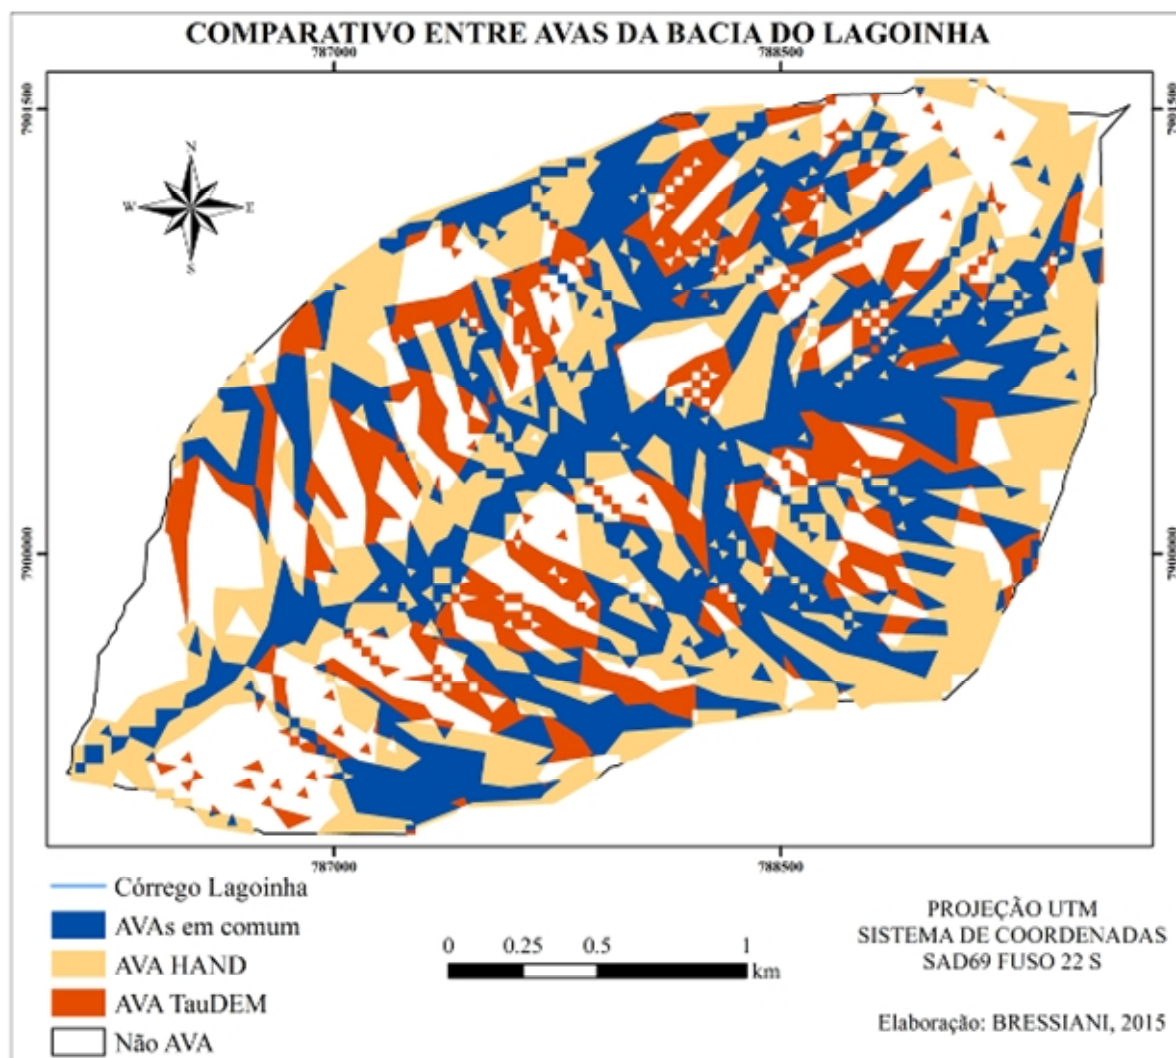 COMPARATIVO ENTRE AVAS DA BACIA DO LAGOINHA
787000 788500
7901500 7901500
N
W E
S
7900000 7900000
787000 788500
Córrego Lagoinha
AVAs em comum
AVA HAND
AVA TauDEM
Não AVA
0 0.25 0.5 1
km
PROJEÇÃO UTM
SISTEMA DE COORDENADAS
SAD69 FUSO 22 S
Elaboração: BRESSIANI, 2015